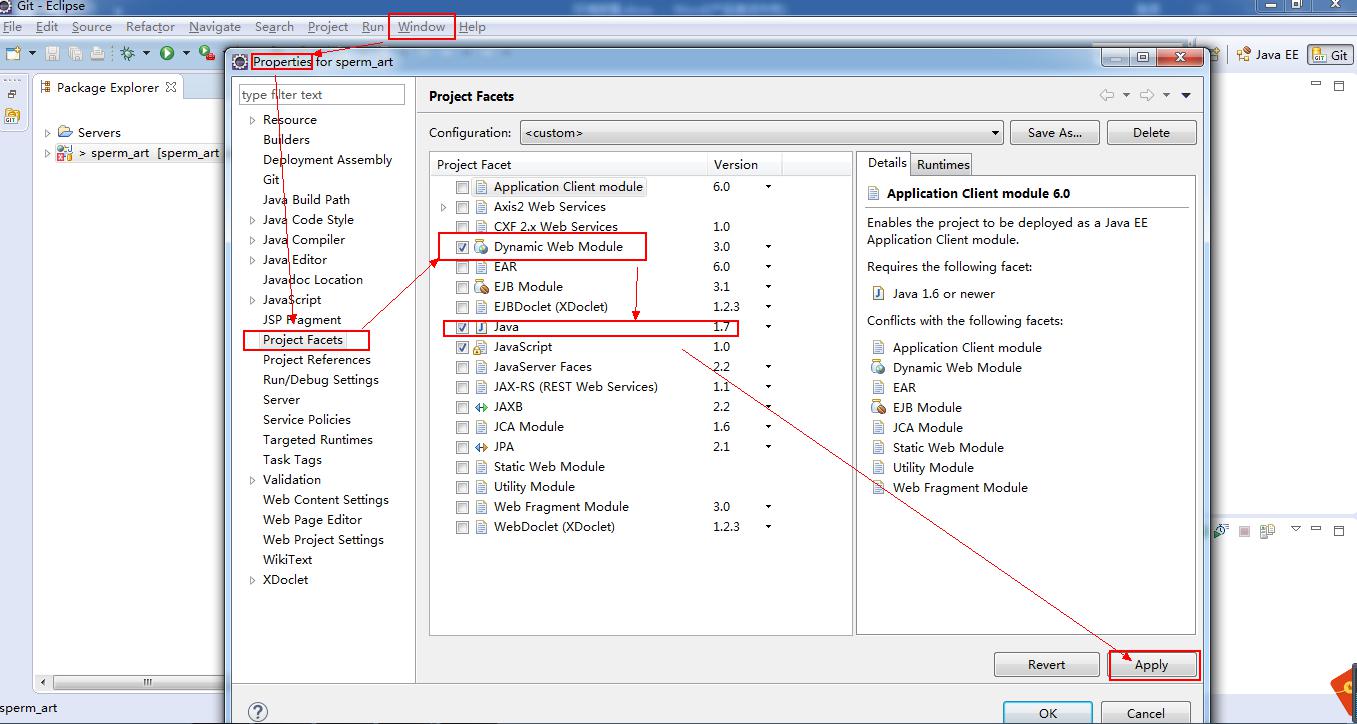 Git - Eclipse
File Edit Source Refactor Navigate Search Project Run Window Help
Java EE Git
Package Explorer
Servers
> sperm_art [sperm_art
Properties for sperm_art
type filter text
Resource
Builders
Deployment Assembly
Git
Java Build Path
Java Code Style
Java Compiler
Java Editor
Javadoc Location
JavaScript
JSP Fragment
Project Facets
Project References
Run/Debug Settings
Server
Service Policies
Targeted Runtimes
Task Tags
Validation
Web Content Settings
Web Page Editor
Web Project Settings
WikiText
XDoclet
Project Facets
Configuration: <custom> Save As... Delete
Project Facet Version
Application Client module 6.0
Axis2 Web Services
CXF 2.x Web Services 1.0
Dynamic Web Module 3.0
EAR 6.0
EJB Module 3.1
EJBDoclet (XDoclet) 1.2.3
Java 1.7
JavaScript 1.0
JavaServer Faces 2.2
JAX-RS (REST Web Services) 1.1
JAXB 2.2
JCA Module 1.6
JPA 2.1
Static Web Module
Utility Module
Web Fragment Module 3.0
WebDoclet (XDoclet) 1.2.3
Details Runtimes
Application Client module 6.0
Enables the project to be deployed as a Java EE
Application Client module.
Requires the following facet:
Java 1.6 or newer
Conflicts with the following facets:
Application Client module
Dynamic Web Module
EAR
EJB Module
JCA Module
Static Web Module
Utility Module
Web Fragment Module
Revert Apply
OK Cancel
sperm_art